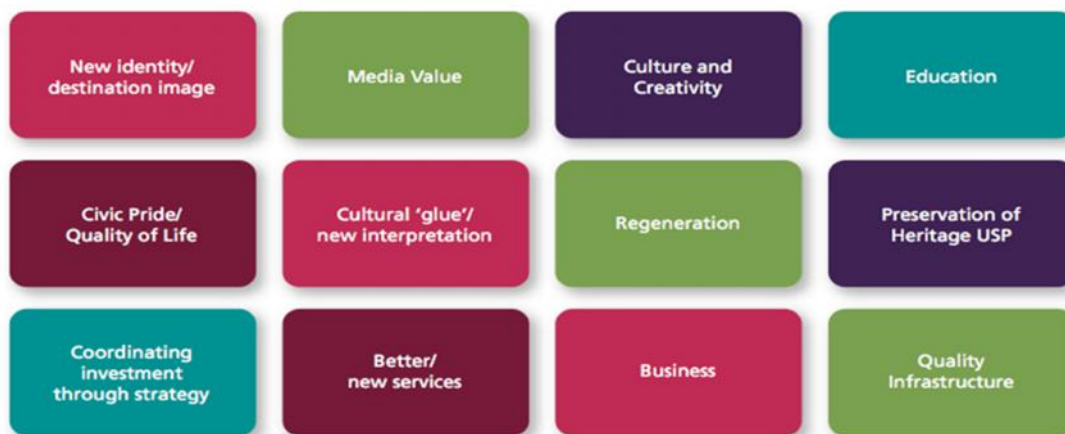 New identity/
destination image
Media Value
Culture and
Creativity
Education
Civic Pride/
Quality of Life
Cultural ‘glue’/
new interpretation
Regeneration
Preservation of
Heritage USP
Coordinating
investment
through strategy
Better/
new services
Business
Quality
Infrastructure